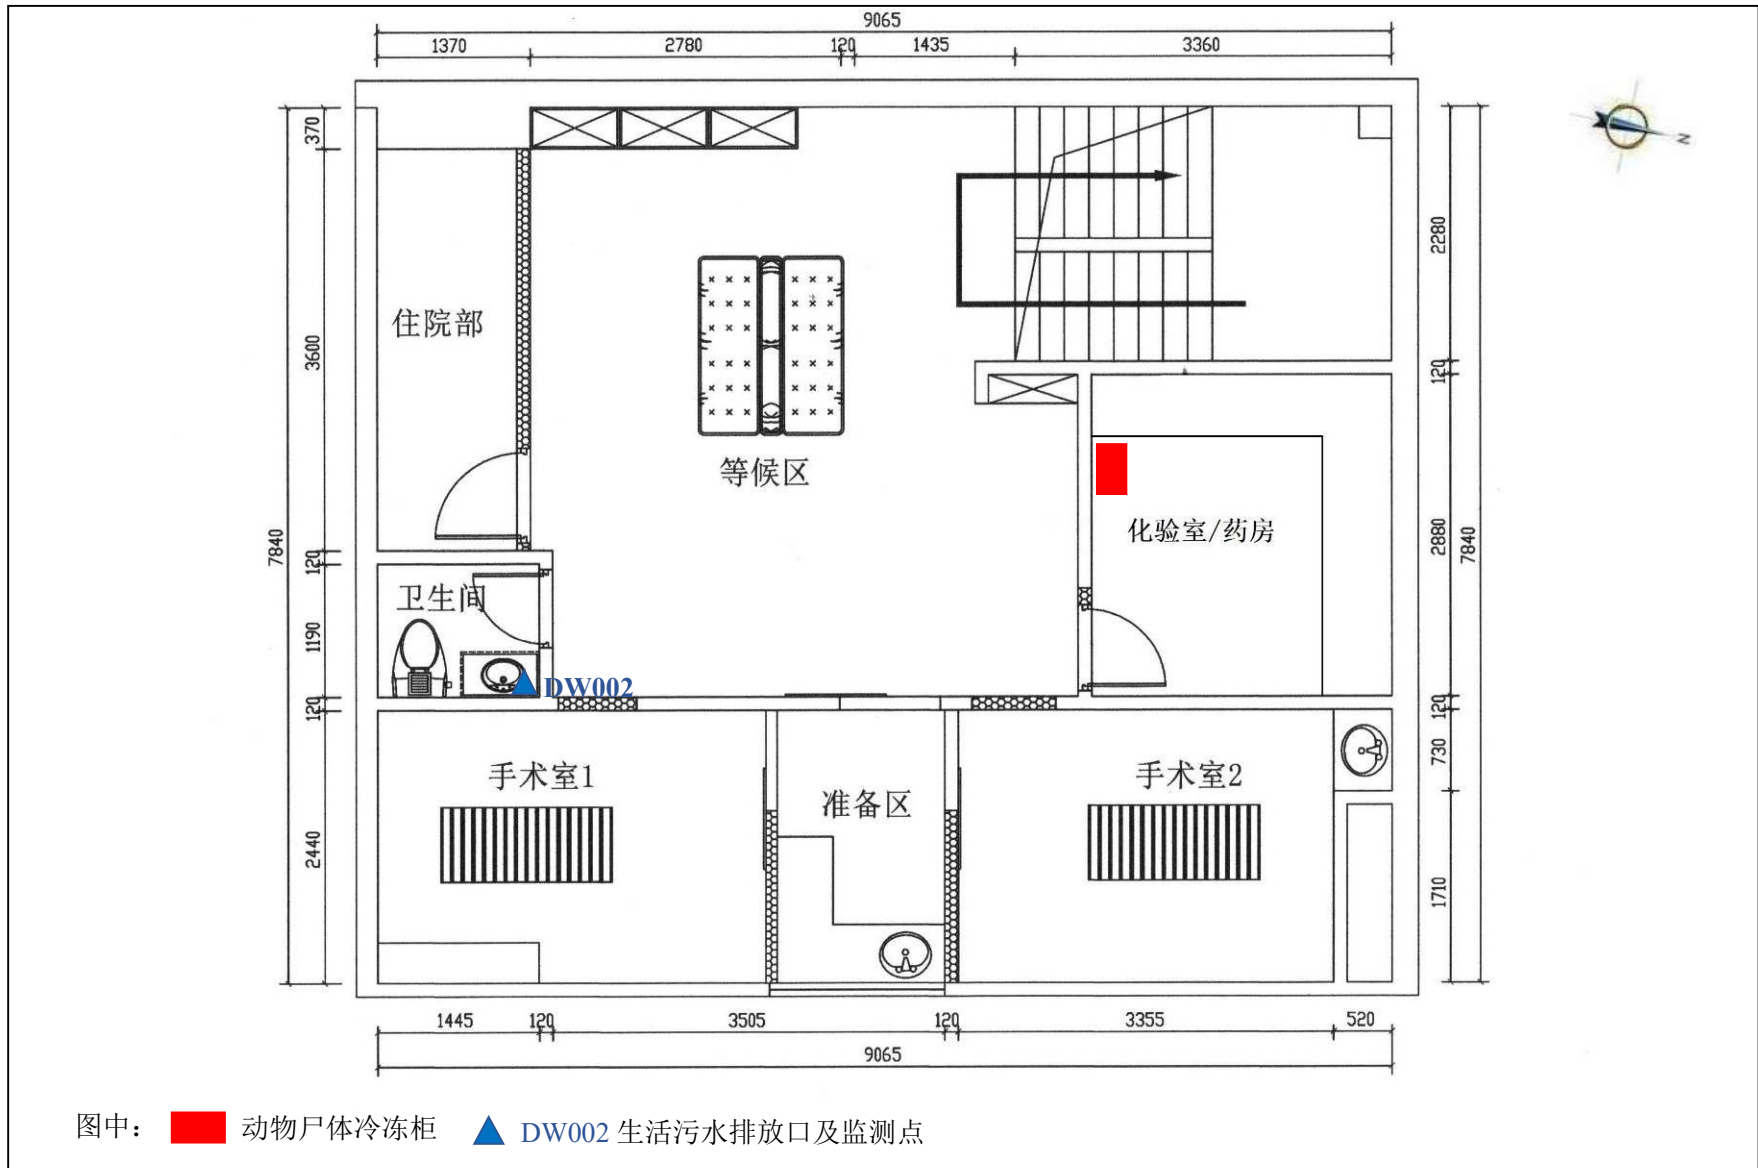 9065
1370 2780 120 1435 3360
N
370
3600
7840
120
1190
120
2440
2280
120
2880
7840
120
730
1710
住院部
等候区
化验室/药房
卫生间
DW002
手术室1
准备区
手术室2
1445 120 3505 120 3355 520
9065
图中： 动物尸体冷冻柜 DW002 生活污水排放口及监测点